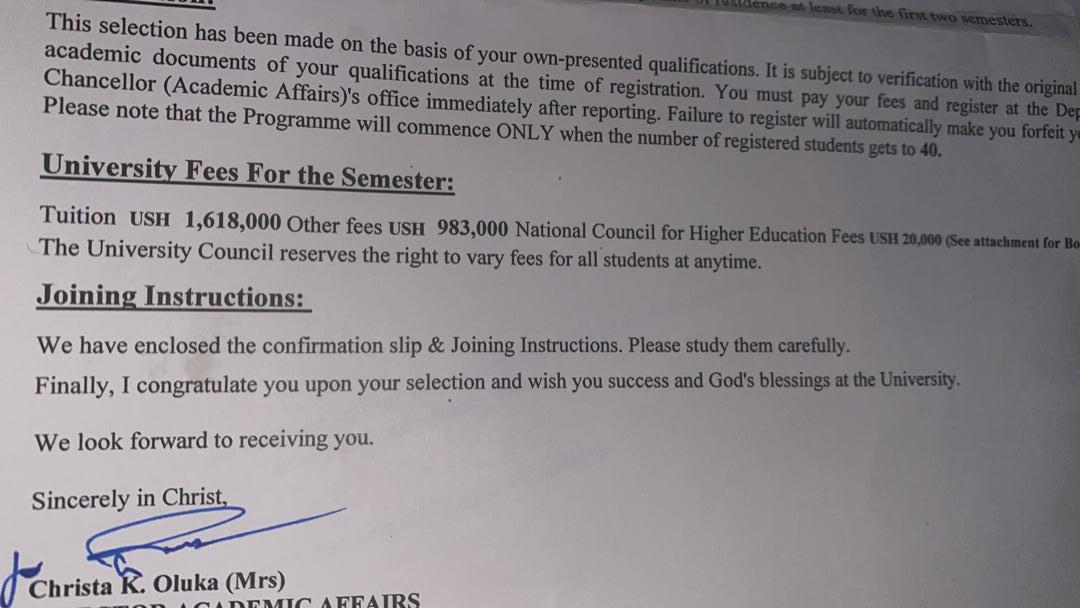 residence at least for the first two semesters.
This selection has been made on the basis of your own-presented qualifications. It is subject to verification with the original
academic documents of your qualifications at the time of registration. You must pay your fees and register at the Dep
Chancellor (Academic Affairs)'s office immediately after reporting. Failure to register will automatically make you forfeit y
Please note that the Programme will commence ONLY when the number of registered students gets to 40.
University Fees For the Semester:
Tuition USH 1,618,000 Other fees USH 983,000 National Council for Higher Education Fees USH 20,000 (See attachment for Bo
The University Council reserves the right to vary fees for all students at anytime.
Joining Instructions:
We have enclosed the confirmation slip & Joining Instructions. Please study them carefully.
Finally, I congratulate you upon your selection and wish you success and God's blessings at the University.
We look forward to receiving you.
Sincerely in Christ,
Christa K. Oluka (Mrs)
ACADEMIC AFFAIRS